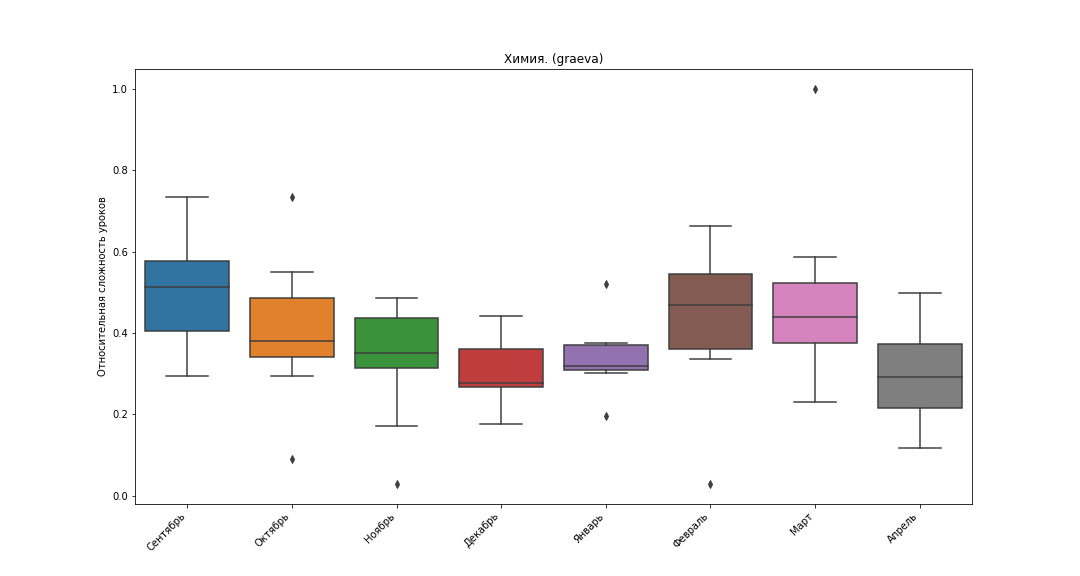 Химия. (graeva)
Относительная сложность уроков
1.0
0.8
0.6
0.4
0.2
0.0
Сентябрь
Октябрь
Ноябрь
Декабрь
Январь
Февраль
Март
Апрель